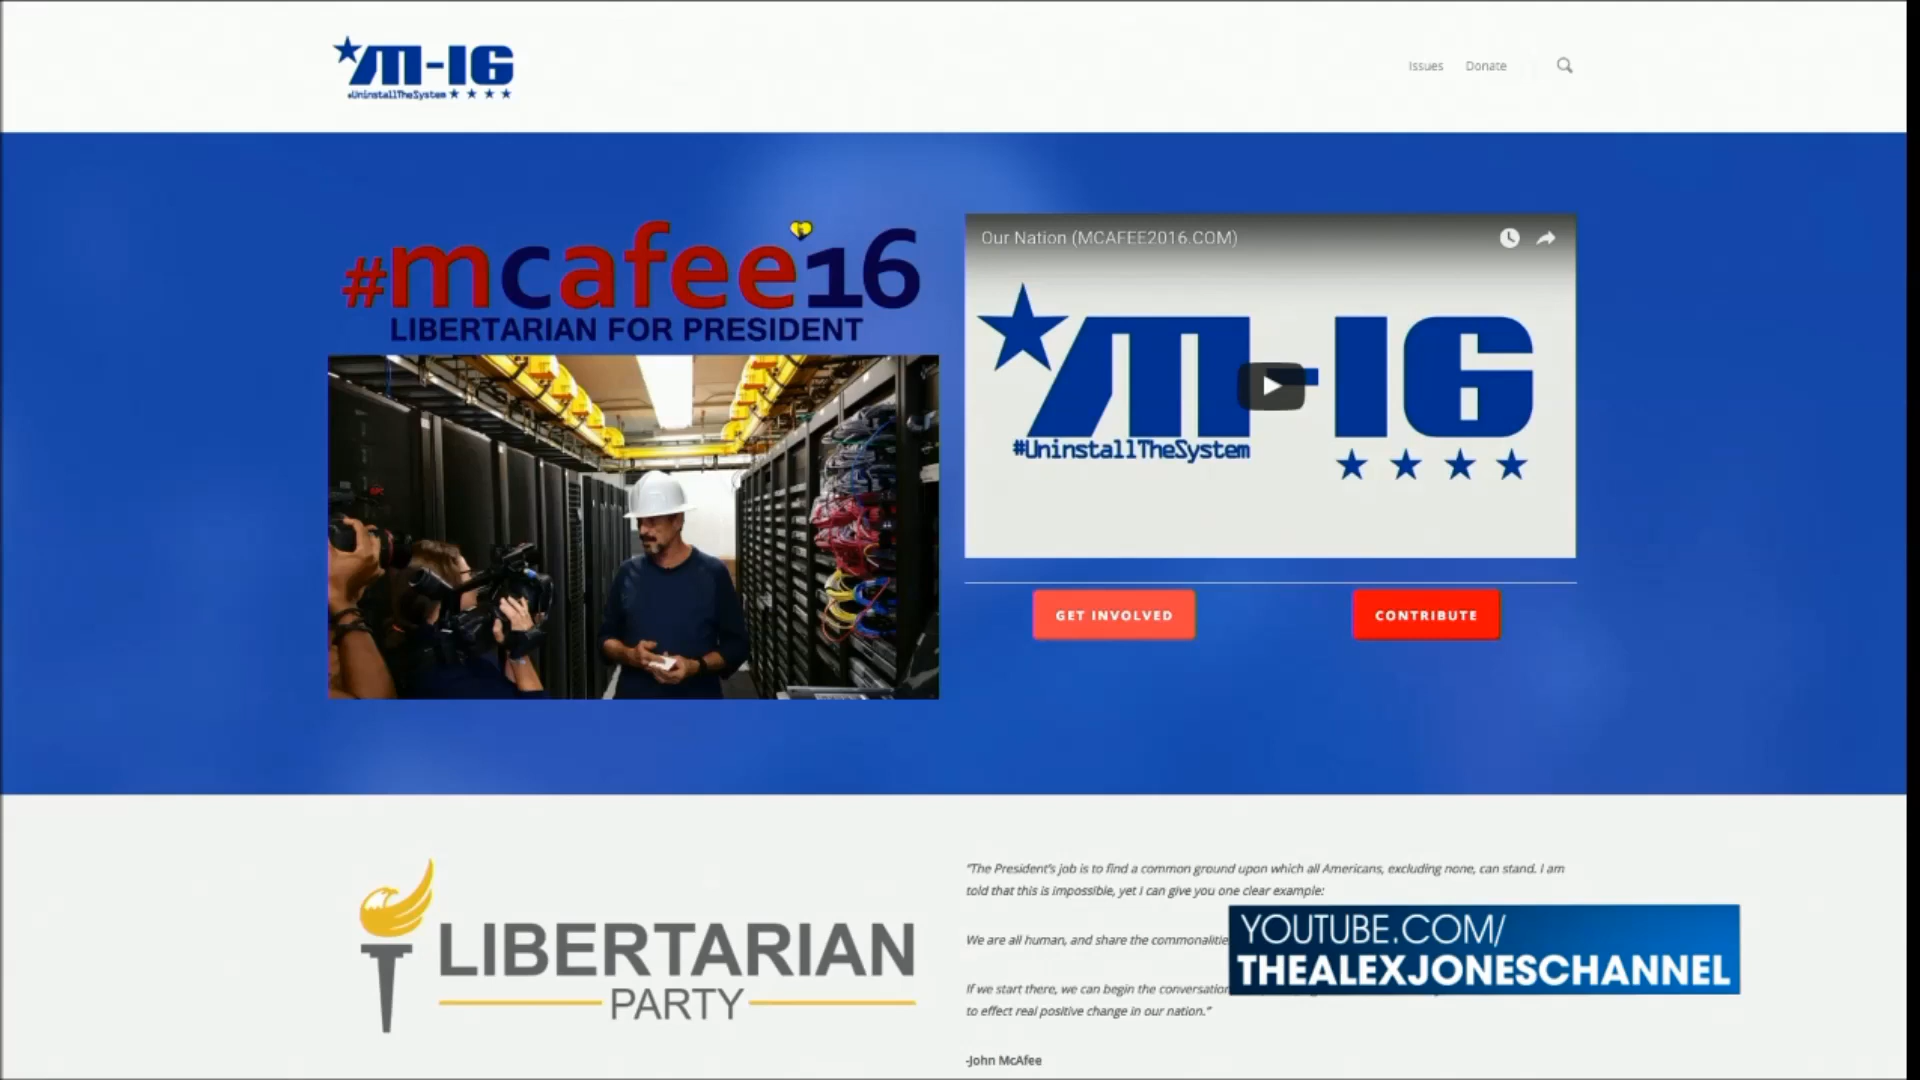 M-16
#UninstallTheSystem
Issues Donate
#mcafee16
LIBERTARIAN FOR PRESIDENT
Our Nation (MCAFEE2016.COM)
M-16
#UninstallTheSystem
GET INVOLVED
CONTRIBUTE
LIBERTARIAN
PARTY
"The President's job is to find a common ground upon which all Americans, excluding none, can stand. I am
told that this is impossible, yet I can give you one clear example:
We are all human, and share the
If we start there, we can begin the conversation
to effect real positive change in our nation."
-John McAfee
YOUTUBE.COM/
THEALEXJONESCHANNEL